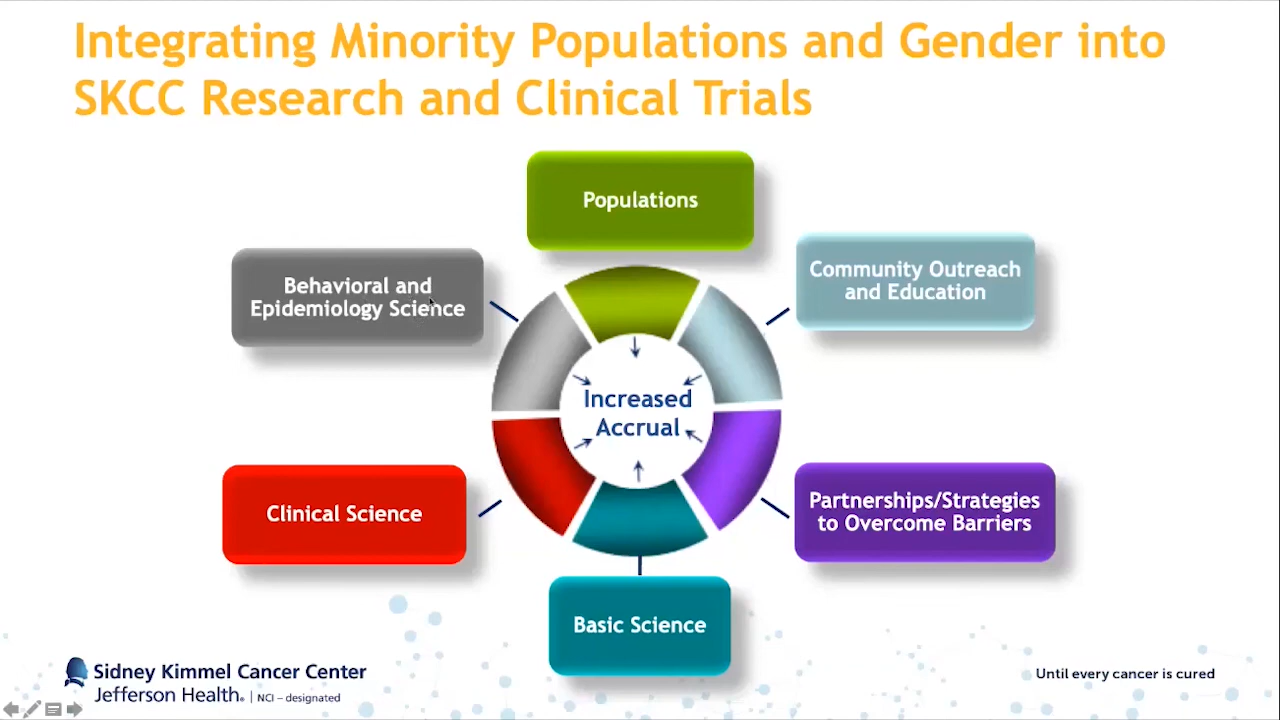 Integrating Minority Populations and Gender into
SKCC Research and Clinical Trials
Populations
Behavioral and
Epidemiology Science
Community Outreach
and Education
Increased
Accrual
Clinical Science
Partnerships/Strategies
to Overcome Barriers
Basic Science
Sidney Kimmel Cancer Center
Jefferson Health® | NCI – designated
Until every cancer is cured